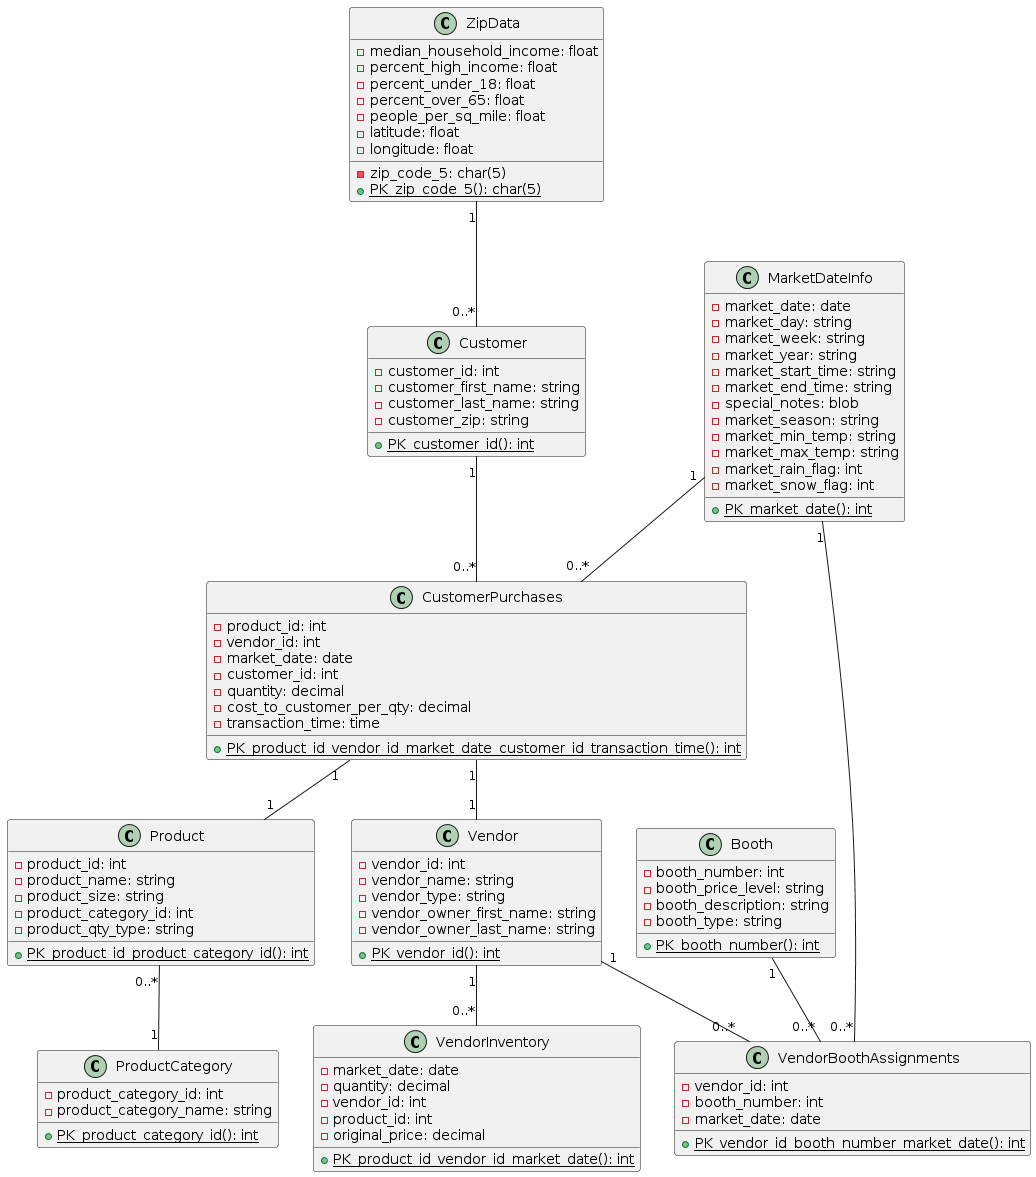 C ZipData
median_household_income: float
percent_high_income: float
percent_under_18: float
percent_over_65: float
people_per_sq_mile: float
latitude: float
longitude: float
zip_code_5: char(5)
PK_zip_code_5(): char(5)
1
0..*
C MarketDateInfo
market_date: date
market_day: string
market_week: string
market_year: string
market_start_time: string
market_end_time: string
special_notes: blob
market_season: string
market_min_temp: string
market_max_temp: string
market_rain_flag: int
market_snow_flag: int
PK_market_date(): int
C Customer
customer_id: int
customer_first_name: string
customer_last_name: string
customer_zip: string
PK_customer_id(): int
1
1
1
0..*
0..*
C CustomerPurchases
product_id: int
vendor_id: int
market_date: date
customer_id: int
quantity: decimal
cost_to_customer_per_qty: decimal
transaction_time: time
PK_product_id_vendor_id_market_date_customer_id_transaction_time(): int
1
1
1
1
C Product
product_id: int
product_name: string
product_size: string
product_category_id: int
product_qty_type: string
PK_product_id_product_category_id(): int
C Vendor
vendor_id: int
vendor_name: string
vendor_type: string
vendor_owner_first_name: string
vendor_owner_last_name: string
PK_vendor_id(): int
C Booth
booth_number: int
booth_price_level: string
booth_description: string
booth_type: string
PK_booth_number(): int
0..*
1
1
1
1
0..*
0..*
0..*
0..*
C ProductCategory
product_category_id: int
product_category_name: string
PK_product_category_id(): int
C VendorInventory
market_date: date
quantity: decimal
vendor_id: int
product_id: int
original_price: decimal
PK_product_id_vendor_id_market_date(): int
C VendorBoothAssignments
vendor_id: int
booth_number: int
market_date: date
PK_vendor_id_booth_number_market_date(): int